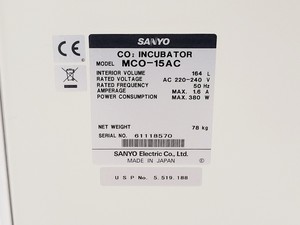 SANYO
CE
CO₂ INCUBATOR
MODEL MCO-15AC
INTERIOR VOLUME 164 L
RATED VOLTAGE AC 220-240 V
RATED FREQUENCY 50 Hz
AMPERAGE MAX. 1.6 A
POWER CONSUMPTION MAX. 380 W
NET WEIGHT 78 kg
SERIAL NO. 61118570
SANYO Electric Co., Ltd.
MADE IN JAPAN
U S P No. 5.519.188